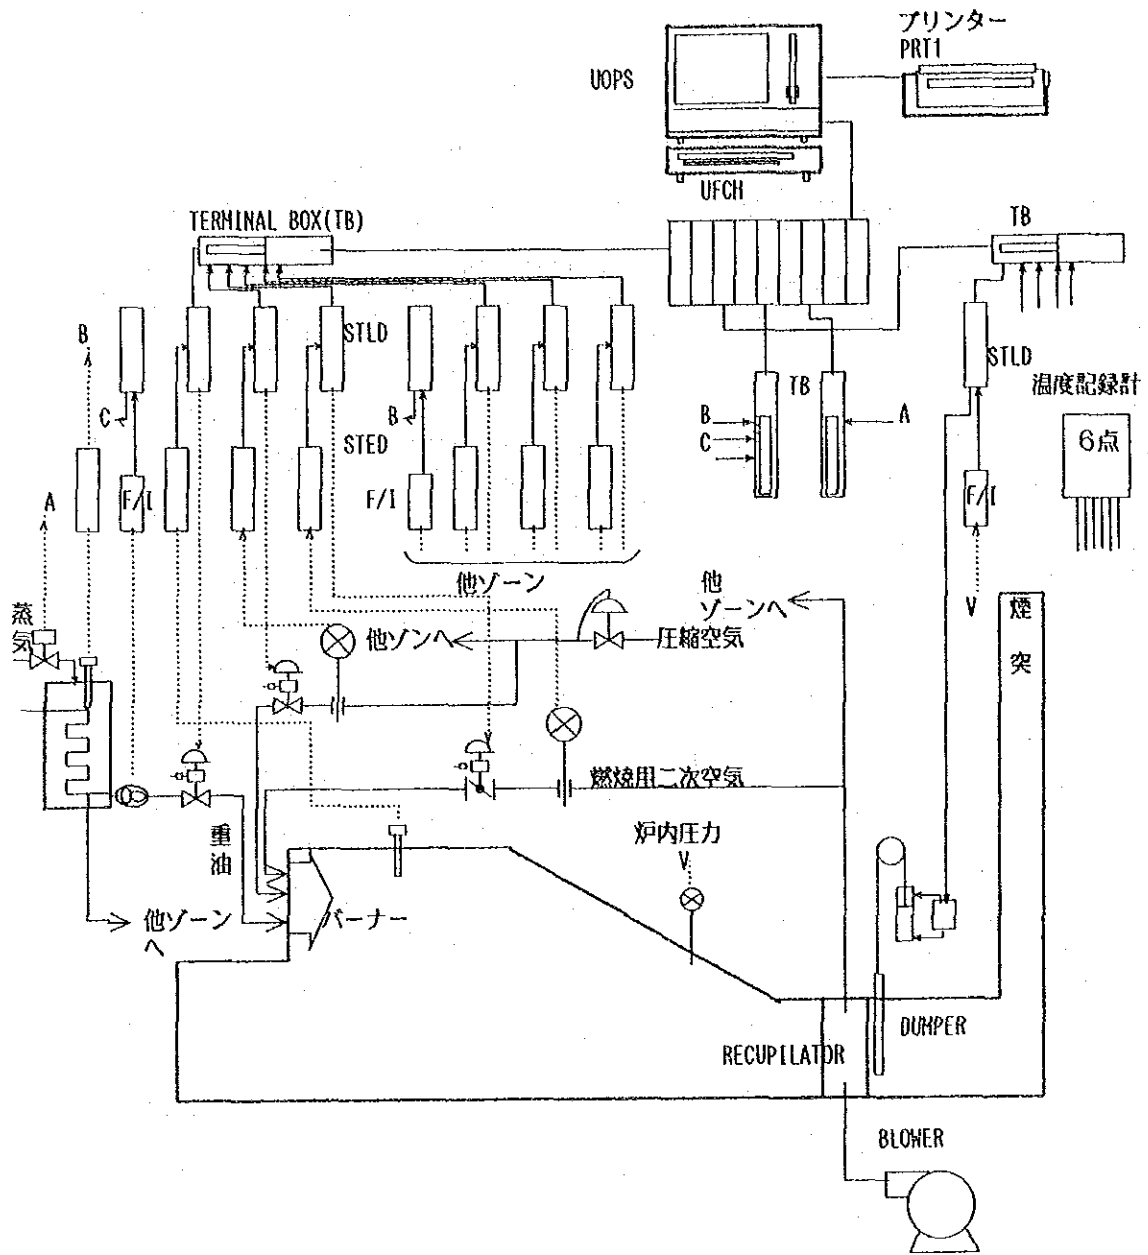 プリンター
PRT1
UOPS
UFCH
TERMINAL BOX(TB)
TB
STLD
STLD
温度記録計
6点
B
C
B
TB
B
C
A
STED
A
F/I
F/I
F/I
他ゾーン
他
ゾーンへ
V
煙
突
蒸
気
他ゾンへ
圧縮空気
燃焼用二次空気
重
油
炉内圧力
V
バーナー
他ゾーン
へ
DUMPER
RECUPILATOR
BLOWER